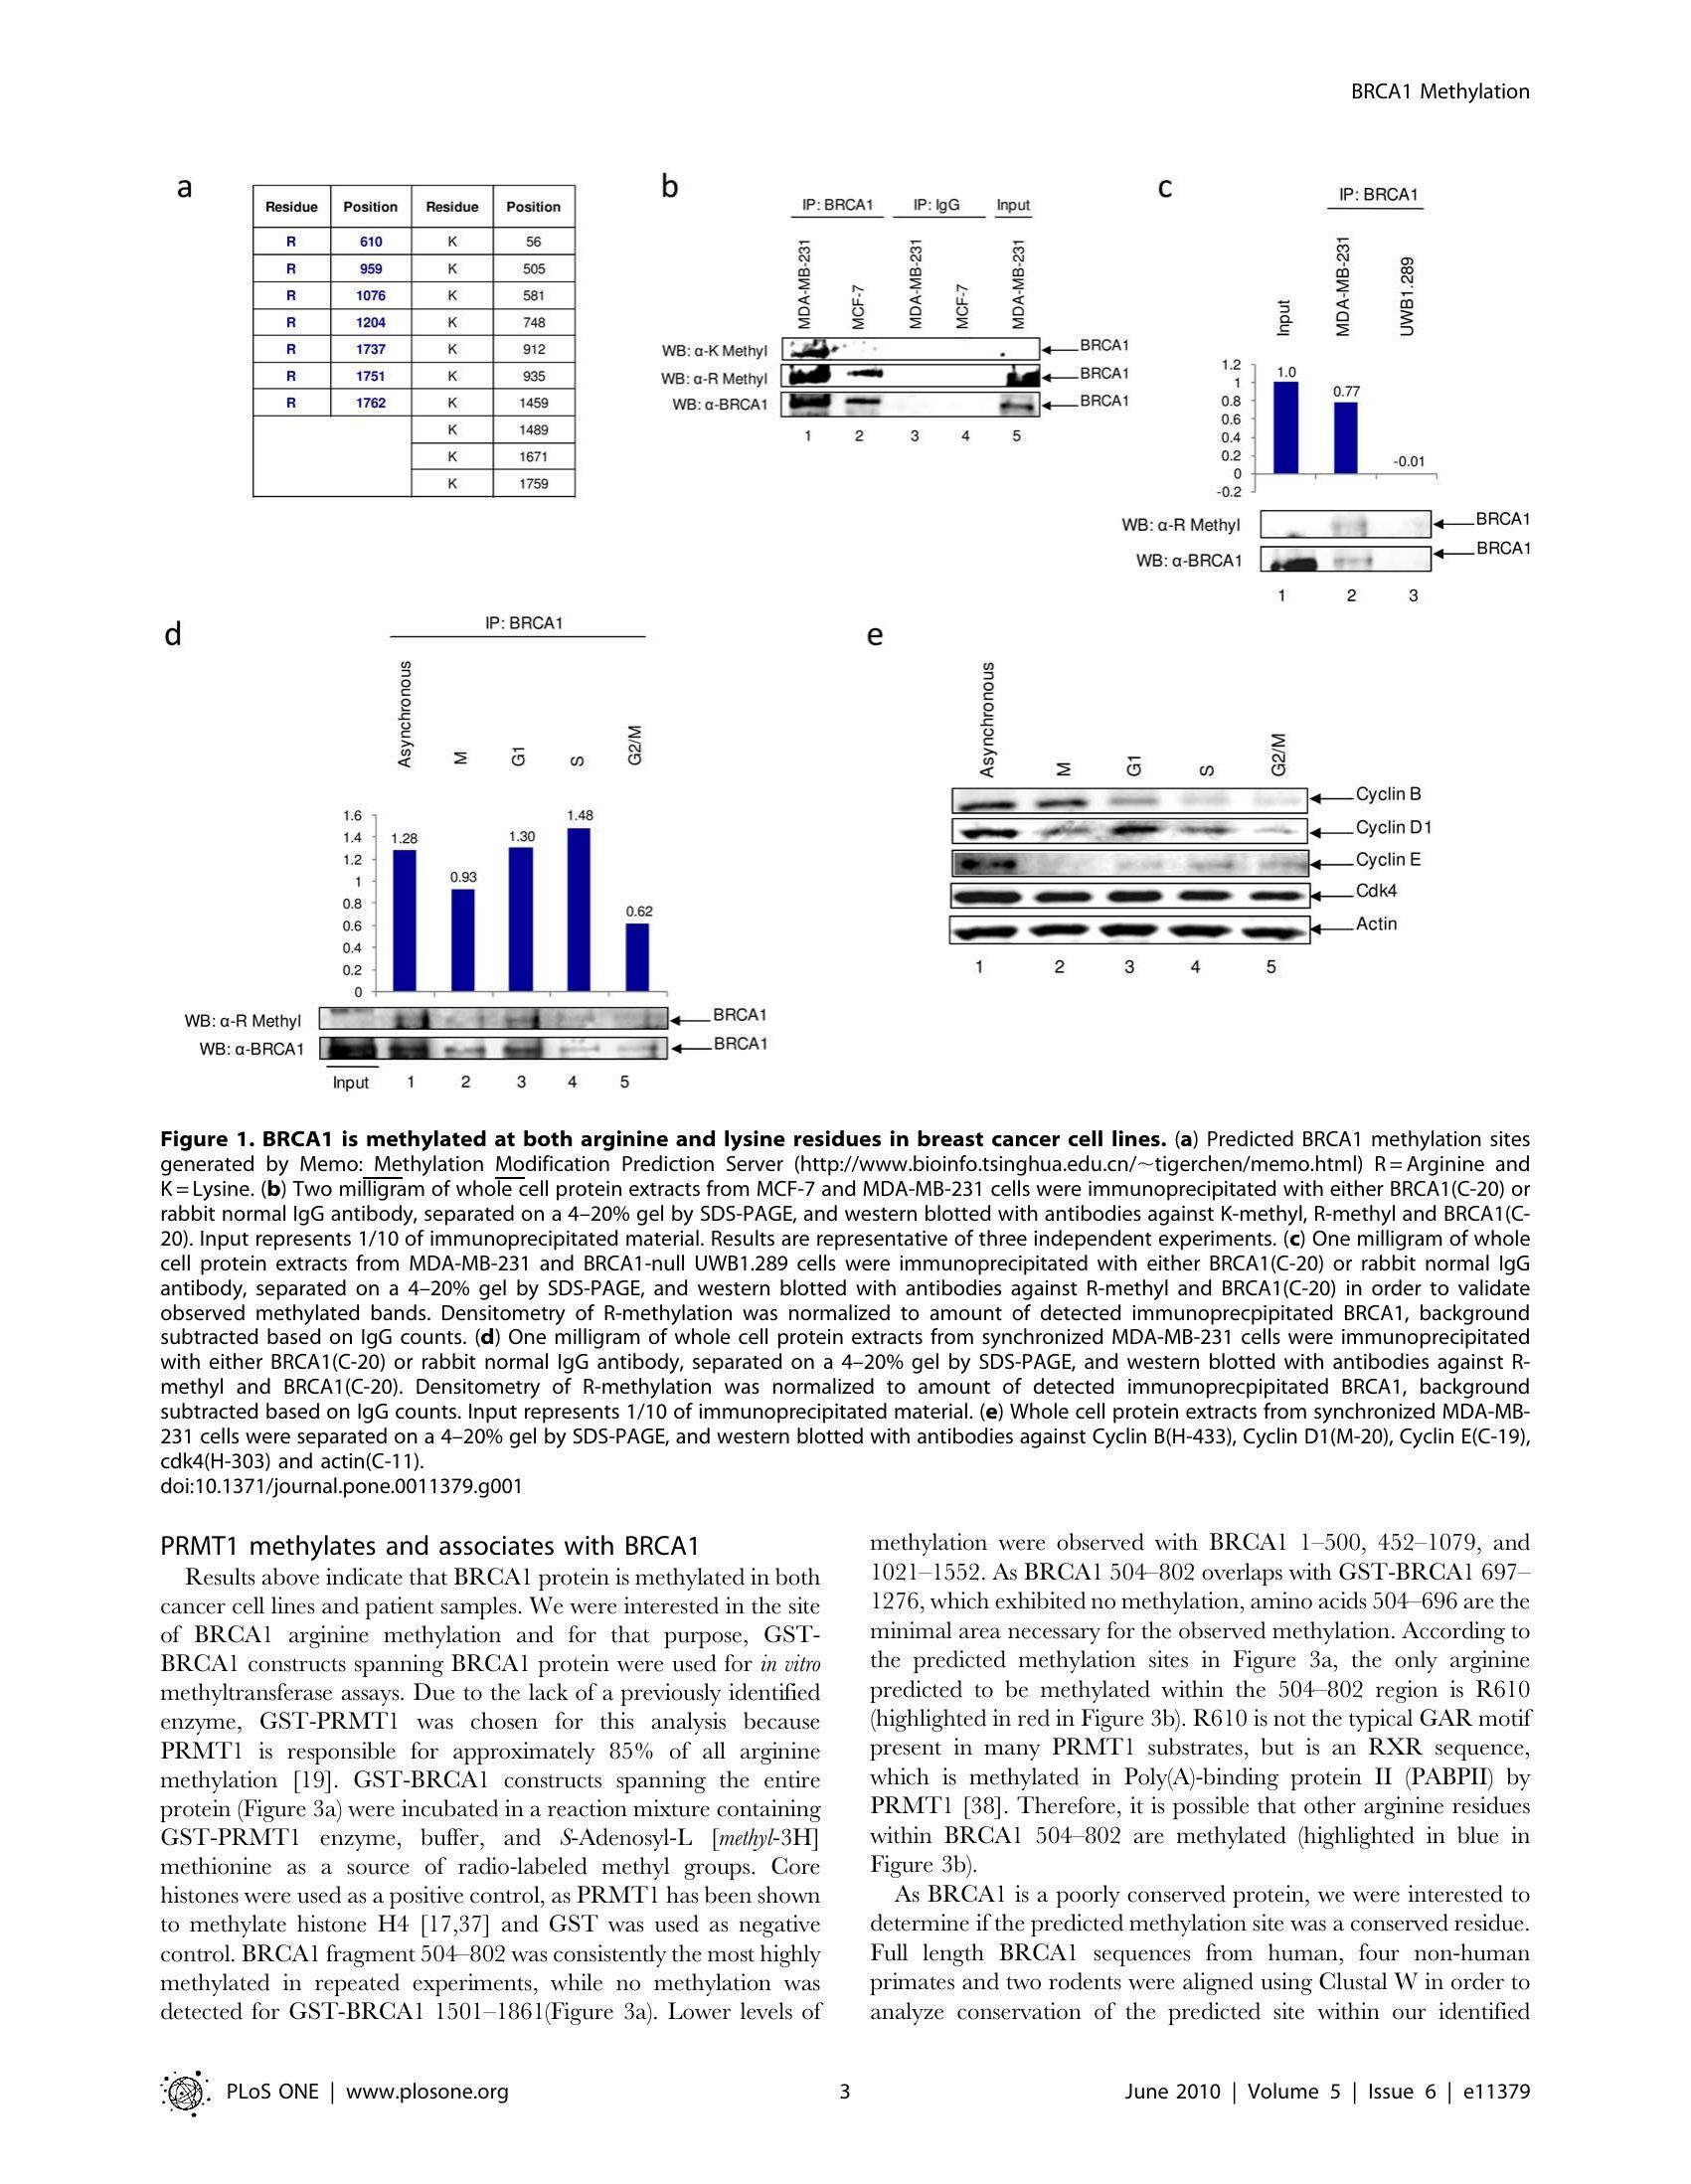 BRCA1 Methylation
a
Residue Position Residue Position
R 610 K 56
R 959 K 505
R 1076 K 581
R 1204 K 748
R 1737 K 912
R 1751 K 935
R 1762 K 1459
K 1489
K 1671
K 1759
b
IP: BRCA1 IP: IgG Input
MDA-MB-231 MCF-7 MDA-MB-231 MCF-7 MDA-MB-231
WB: α-K Methyl BRCA1
WB: α-R Methyl BRCA1
WB: α-BRCA1 BRCA1
1 2 3 4 5
c
IP: BRCA1
Input MDA-MB-231 UWB1.289
1.2
1
0.8
0.6
0.4
0.2
0
-0.2
1.0 0.77 -0.01
WB: α-R Methyl BRCA1
WB: α-BRCA1 BRCA1
1 2 3
d
IP: BRCA1
Asynchronous M G1 S G2/M
1.6
1.4
1.2
1
0.8
0.6
0.4
0.2
0
1.28 0.93 1.30 1.48 0.62
WB: α-R Methyl BRCA1
WB: α-BRCA1 BRCA1
Input 1 2 3 4 5
e
Asynchronous M G1 S G2/M
Cyclin B
Cyclin D1
Cyclin E
Cdk4
Actin
1 2 3 4 5
Figure 1. BRCA1 is methylated at both arginine and lysine residues in breast cancer cell lines. (a) Predicted BRCA1 methylation sites
generated by Memo: Methylation Modification Prediction Server (http://www.bioinfo.tsinghua.edu.cn/~tigerchen/memo.html) R = Arginine and
K = Lysine. (b) Two milligram of whole cell protein extracts from MCF-7 and MDA-MB-231 cells were immunoprecipitated with either BRCA1(C-20) or
rabbit normal IgG antibody, separated on a 4–20% gel by SDS-PAGE, and western blotted with antibodies against K-methyl, R-methyl and BRCA1(C-
20). Input represents 1/10 of immunoprecipitated material. Results are representative of three independent experiments. (c) One milligram of whole
cell protein extracts from MDA-MB-231 and BRCA1-null UWB1.289 cells were immunoprecipitated with either BRCA1(C-20) or rabbit normal IgG
antibody, separated on a 4–20% gel by SDS-PAGE, and western blotted with antibodies against R-methyl and BRCA1(C-20) in order to validate
observed methylated bands. Densitometry of R-methylation was normalized to amount of detected immunoprecpipitated BRCA1, background
subtracted based on IgG counts. (d) One milligram of whole cell protein extracts from synchronized MDA-MB-231 cells were immunoprecipitated
with either BRCA1(C-20) or rabbit normal IgG antibody, separated on a 4–20% gel by SDS-PAGE, and western blotted with antibodies against R-
methyl and BRCA1(C-20). Densitometry of R-methylation was normalized to amount of detected immunoprecpipitated BRCA1, background
subtracted based on IgG counts. Input represents 1/10 of immunoprecipitated material. (e) Whole cell protein extracts from synchronized MDA-MB-
231 cells were separated on a 4–20% gel by SDS-PAGE, and western blotted with antibodies against Cyclin B(H-433), Cyclin D1(M-20), Cyclin E(C-19),
cdk4(H-303) and actin(C-11).
doi:10.1371/journal.pone.0011379.g001
PRMT1 methylates and associates with BRCA1
Results above indicate that BRCA1 protein is methylated in both
cancer cell lines and patient samples. We were interested in the site
of BRCA1 arginine methylation and for that purpose, GST-
BRCA1 constructs spanning BRCA1 protein were used for in vitro
methyltransferase assays. Due to the lack of a previously identified
enzyme, GST-PRMT1 was chosen for this analysis because
PRMT1 is responsible for approximately 85% of all arginine
methylation [19]. GST-BRCA1 constructs spanning the entire
protein (Figure 3a) were incubated in a reaction mixture containing
GST-PRMT1 enzyme, buffer, and S-Adenosyl-L [methyl-3H]
methionine as a source of radio-labeled methyl groups. Core
histones were used as a positive control, as PRMT1 has been shown
to methylate histone H4 [17,37] and GST was used as negative
control. BRCA1 fragment 504–802 was consistently the most highly
methylated in repeated experiments, while no methylation was
detected for GST-BRCA1 1501–1861(Figure 3a). Lower levels of
methylation were observed with BRCA1 1–500, 452–1079, and
1021–1552. As BRCA1 504–802 overlaps with GST-BRCA1 697–
1276, which exhibited no methylation, amino acids 504–696 are the
minimal area necessary for the observed methylation. According to
the predicted methylation sites in Figure 3a, the only arginine
predicted to be methylated within the 504–802 region is R610
(highlighted in red in Figure 3b). R610 is not the typical GAR motif
present in many PRMT1 substrates, but is an RXR sequence,
which is methylated in Poly(A)-binding protein II (PABPII) by
PRMT1 [38]. Therefore, it is possible that other arginine residues
within BRCA1 504–802 are methylated (highlighted in blue in
Figure 3b).
As BRCA1 is a poorly conserved protein, we were interested to
determine if the predicted methylation site was a conserved residue.
Full length BRCA1 sequences from human, four non-human
primates and two rodents were aligned using Clustal W in order to
analyze conservation of the predicted site within our identified
PLoS ONE | www.plosone.org 3 June 2010 | Volume 5 | Issue 6 | e11379